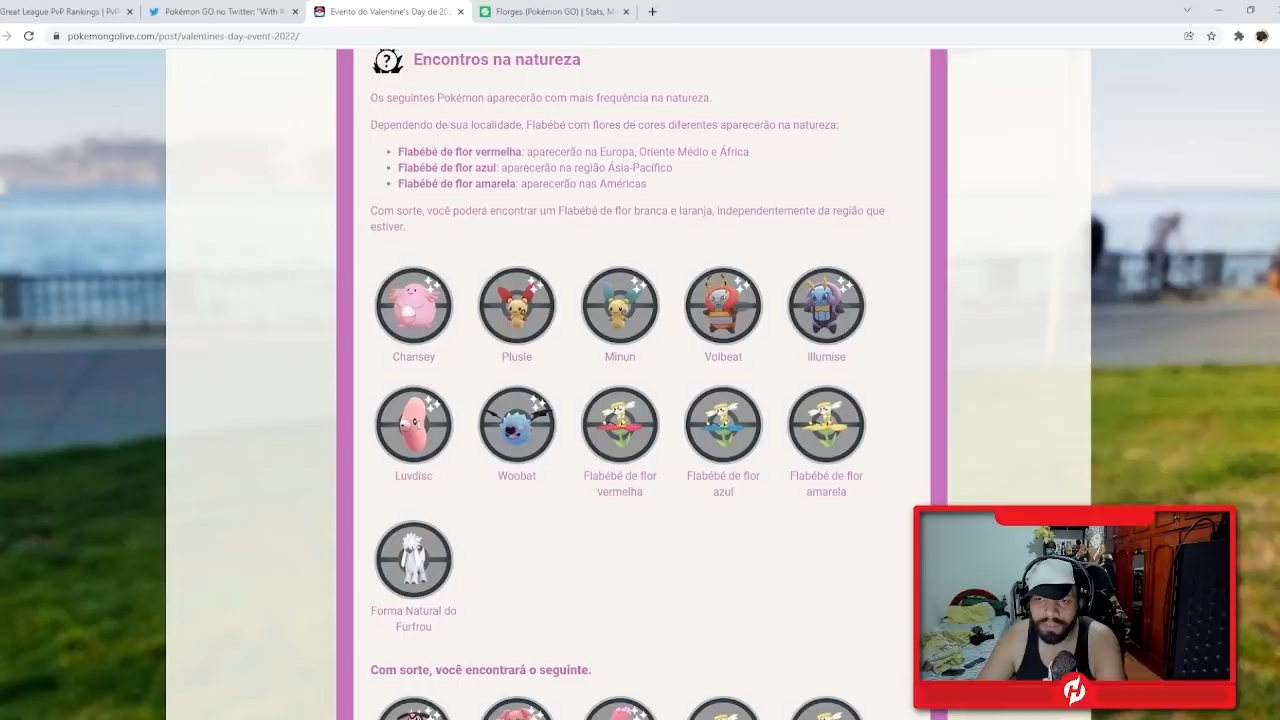 Great League PvP Rankings | PvP
Pokémon GO on Twitter: "With
Evento do Valentine's Day de 20
Florges (Pokémon GO) | Stats, M
pokemongolive.com/post/valentines-day-event-2022/
Encontros na natureza
Os seguintes Pokémon aparecerão com mais frequência na natureza.
Dependendo de sua localidade, Flabébé com flores de cores diferentes aparecerão na natureza:
• Flabébé de flor vermelha: aparecerão na Europa, Oriente Médio e África
• Flabébé de flor azul: aparecerão na região Ásia-Pacífico
• Flabébé de flor amarela: aparecerão nas Américas
Com sorte, você poderá encontrar um Flabébé de flor branca e laranja, independentemente da região que
estiver.
Chansey Plusle Minun Volbeat Illumise
Luvdisc Woobat Flabébé de flor Flabébé de flor Flabébé de flor
vermelha azul amarela
Forma Natural do
Furfrou
Com sorte, você encontrará o seguinte.